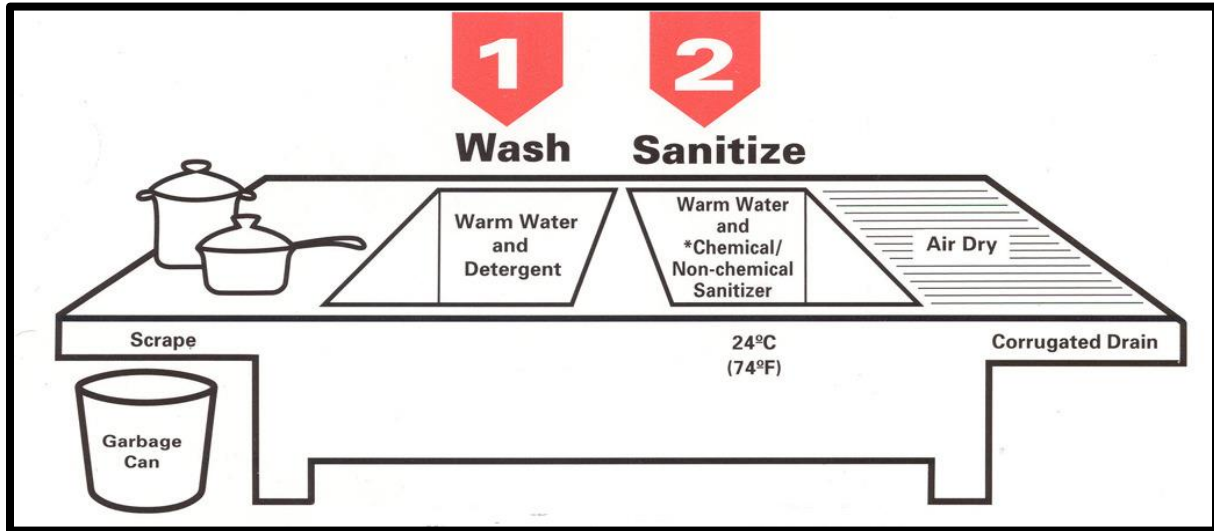 1
2
Wash
Sanitize
Warm Water
and
Detergent
Warm Water
and
*Chemical/
Non-chemical
Sanitizer
Air Dry
Scrape
24ºC
(74ºF)
Corrugated Drain
Garbage
Can